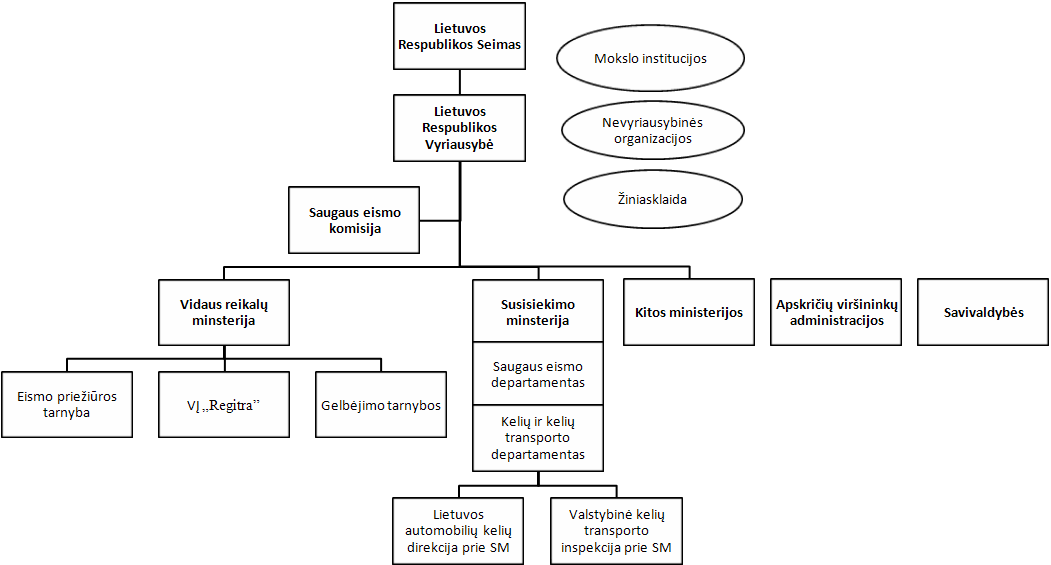 Lietuvos
Respublikos Seimas
Mokslo institucijos
Lietuvos
Respublikos
Vyriausybė
Nevyriausybinės
organizacijos
Žiniasklaida
Saugaus eismo
komisija
Vidaus reikalų
minsterija
Susisiekimo
minsterija
Kitos ministerijos
Apskričių viršininkų
administracijos
Savivaldybės
Saugaus eismo
departamentas
Eismo priežiūros
tarnyba
VĮ „Regitra”
Gelbėjimo tarnybos
Kelių ir kelių
transporto
departamentas
Lietuvos
automobilių kelių
direkcija prie SM
Valstybinė kelių
transporto
inspekcija prie SM